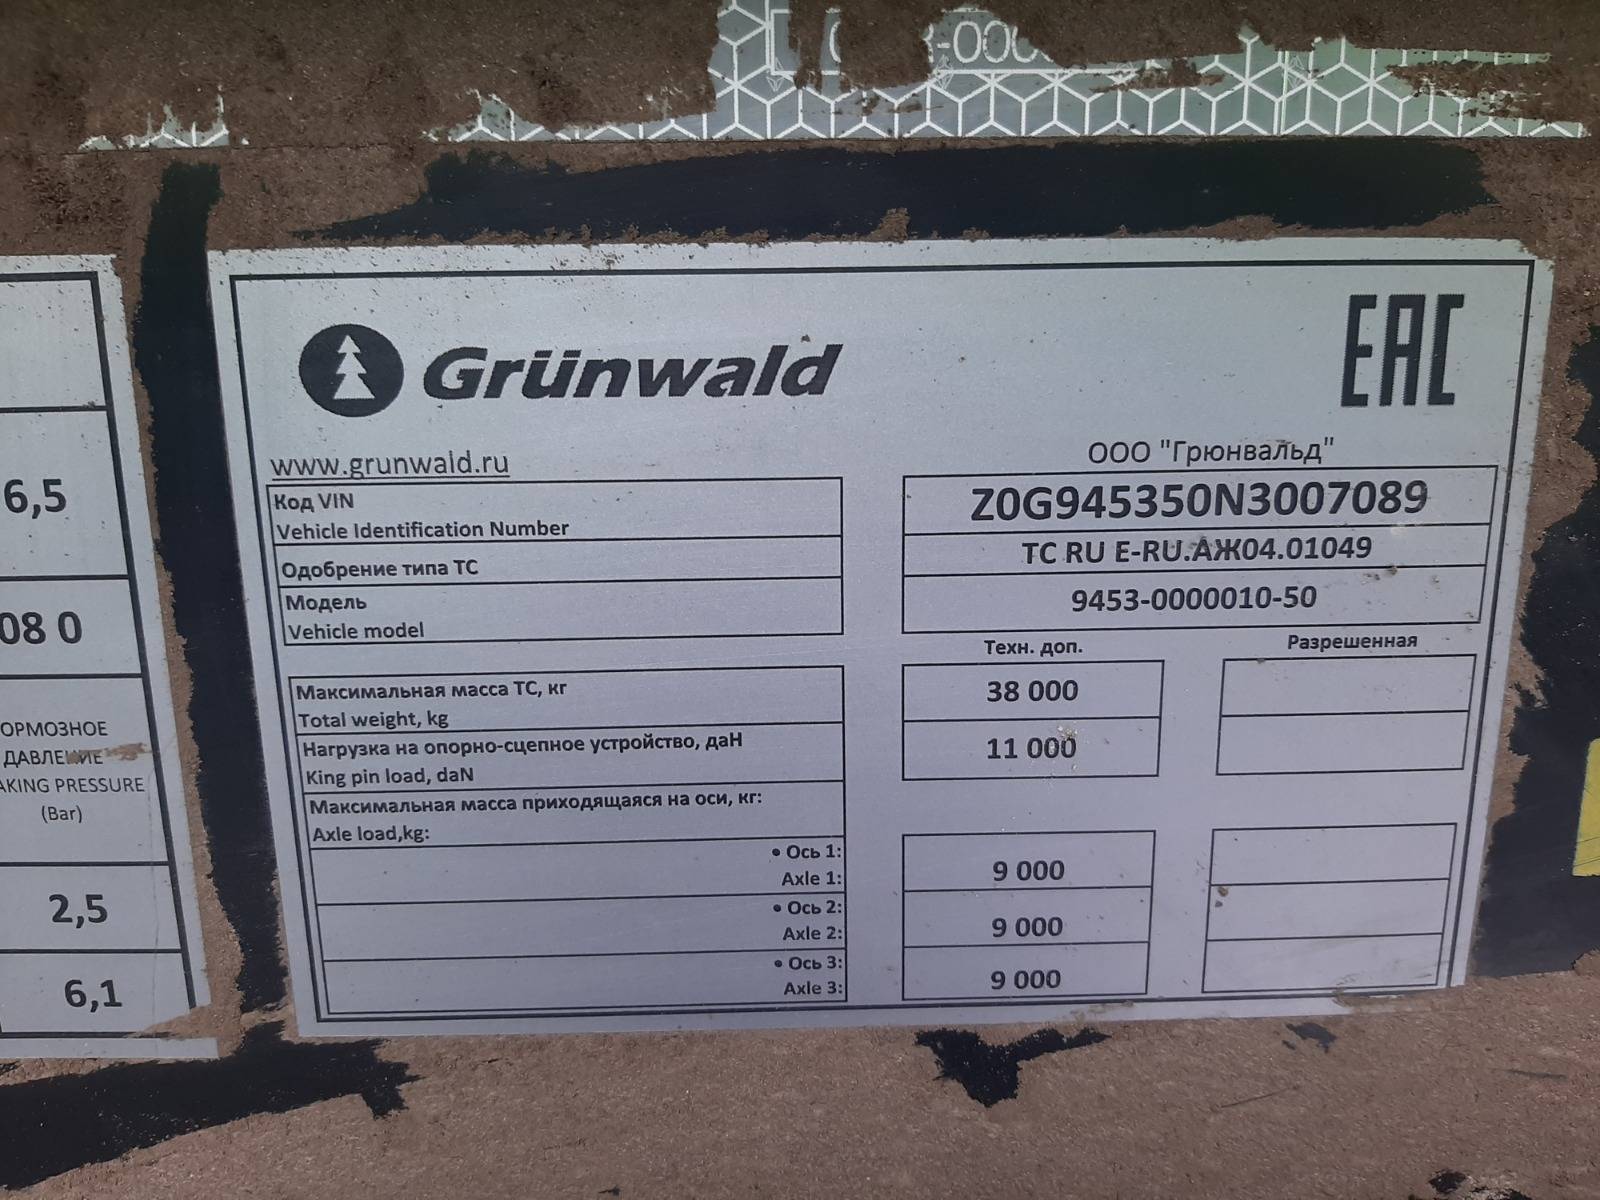 -000
Grünwald
EAC
www.grunwald.ru
ООО "Грюнвальд"
Код VIN
Vehicle Identification Number
Z0G945350N3007089
Одобрение типа ТС
ТС RU E-RU.АЖ04.01049
Модель
Vehicle model
9453-0000010-50
Техн. доп.
Разрешенная
Максимальная масса ТС, кг
Total weight, kg
38 000
Нагрузка на опорно-сцепное устройство, даН
King pin load, daN
11 000
Максимальная масса приходящаяся на оси, кг:
Axle load,kg:
• Ось 1:
Axle 1:
9 000
• Ось 2:
Axle 2:
9 000
• Ось 3:
Axle 3:
9 000
6,5
08 0
ОРМОЗНОЕ
ДАВЛЕНИЕ
AKING PRESSURE
(Bar)
2,5
6,1